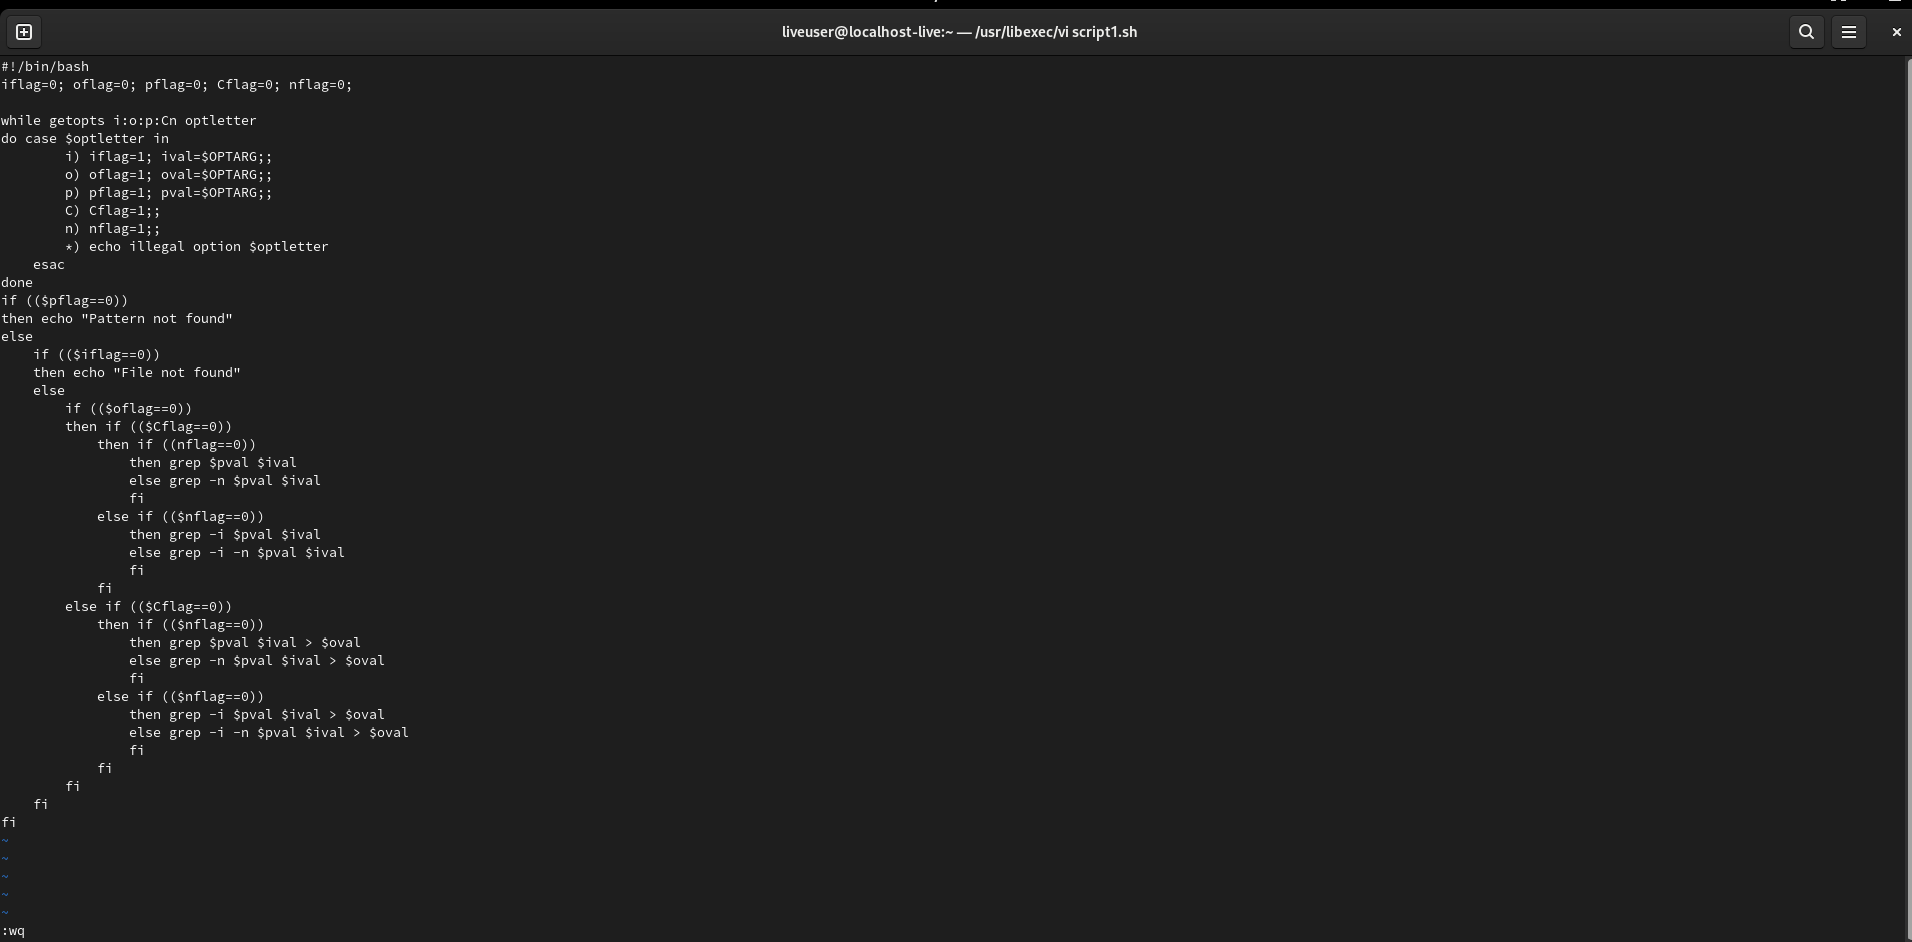 liveuser@localhost-live:~ — /usr/libexec/vi script1.sh
#!/bin/bash
iflag=0; oflag=0; pflag=0; Cflag=0; nflag=0;

while getopts i:o:p:Cn optletter
do case $optletter in
        i) iflag=1; ival=$OPTARG;;
        o) oflag=1; oval=$OPTARG;;
        p) pflag=1; pval=$OPTARG;;
        C) Cflag=1;;
        n) nflag=1;;
        *) echo illegal option $optletter
    esac
done
if (($pflag==0))
then echo "Pattern not found"
else
    if (($iflag==0))
    then echo "File not found"
    else
        if (($oflag==0))
        then if (($Cflag==0))
            then if ((nflag==0))
                then grep $pval $ival
                else grep -n $pval $ival
                fi
            else if (($nflag==0))
                then grep -i $pval $ival
                else grep -i -n $pval $ival
                fi
            fi
        else if (($Cflag==0))
            then if (($nflag==0))
                then grep $pval $ival > $oval
                else grep -n $pval $ival > $oval
                fi
            else if (($nflag==0))
                then grep -i $pval $ival > $oval
                else grep -i -n $pval $ival > $oval
                fi
            fi
        fi
    fi
fi
~
~
~
~
~
:wq